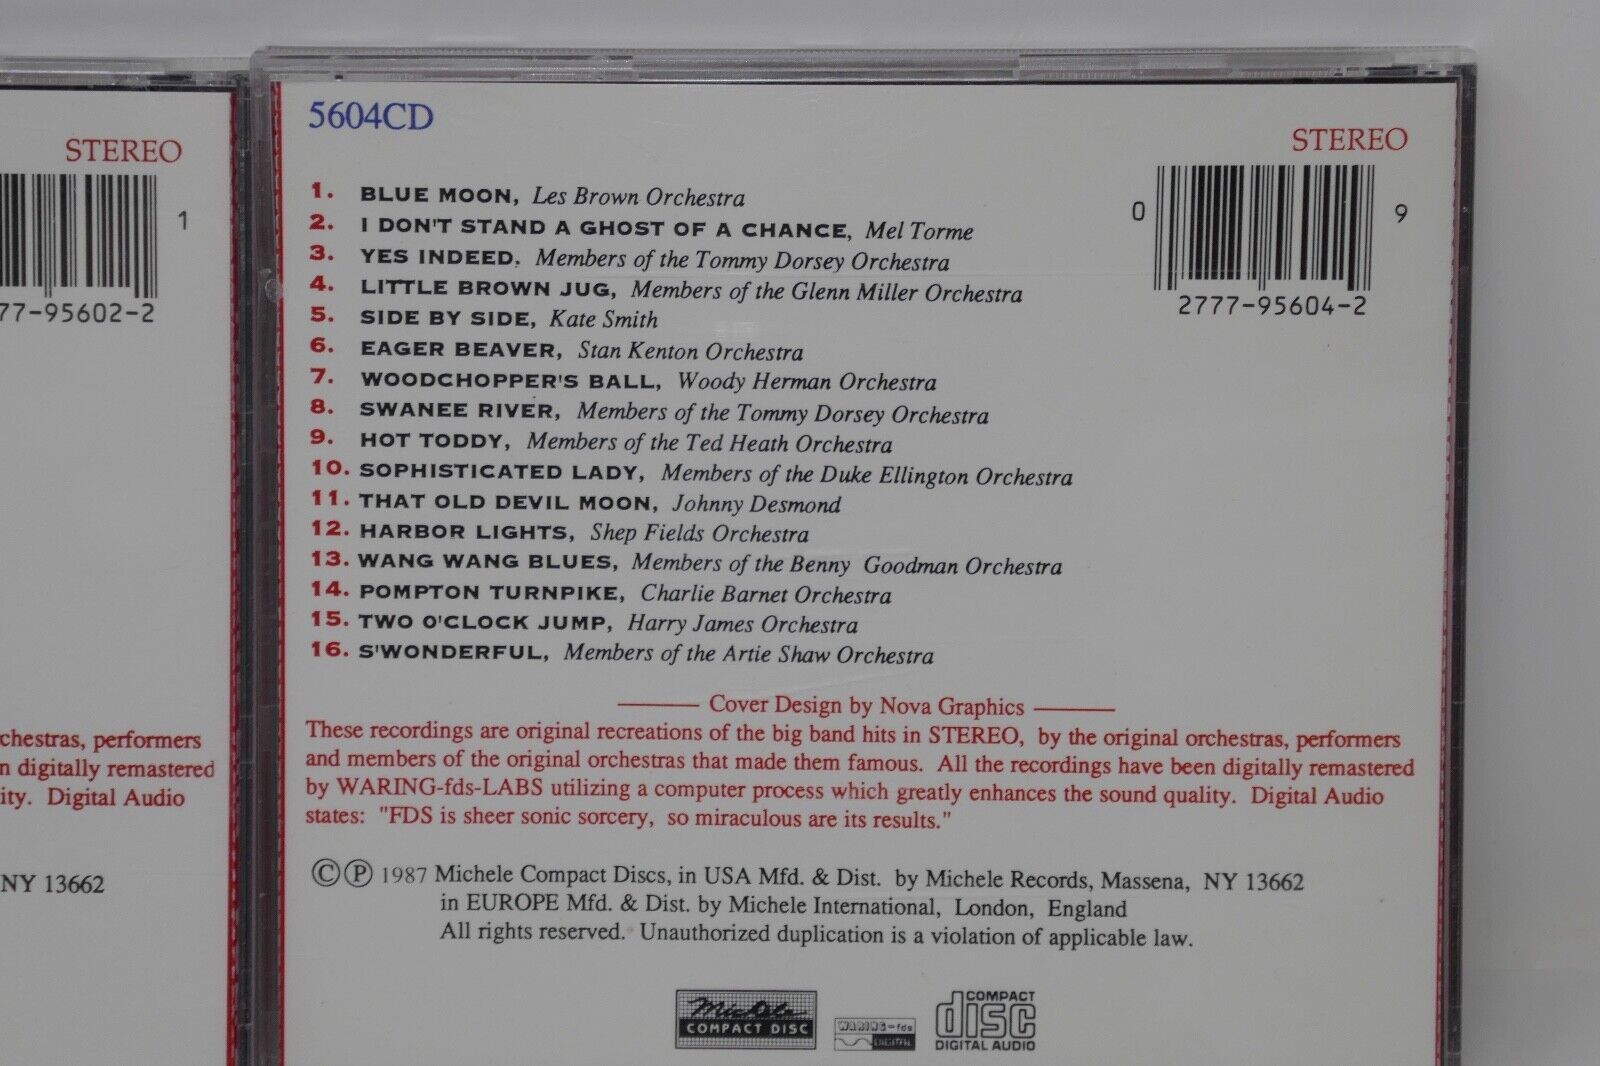 STEREO
1
77-95602-2
chestras, performers
n digitally remastered
ity. Digital Audio
NY 13662
5604CD
STEREO
0
9
2777-95604-2
1. BLUE MOON, Les Brown Orchestra
2. I DON'T STAND A GHOST OF A CHANCE, Mel Torme
3. YES INDEED, Members of the Tommy Dorsey Orchestra
4. LITTLE BROWN JUG, Members of the Glenn Miller Orchestra
5. SIDE BY SIDE, Kate Smith
6. EAGER BEAVER, Stan Kenton Orchestra
7. WOODCHOPPER'S BALL, Woody Herman Orchestra
8. SWANEE RIVER, Members of the Tommy Dorsey Orchestra
9. HOT TODDY, Members of the Ted Heath Orchestra
10. SOPHISTICATED LADY, Members of the Duke Ellington Orchestra
11. THAT OLD DEVIL MOON, Johnny Desmond
12. HARBOR LIGHTS, Shep Fields Orchestra
13. WANG WANG BLUES, Members of the Benny Goodman Orchestra
14. POMPTON TURNPIKE, Charlie Barnet Orchestra
15. TWO O'CLOCK JUMP, Harry James Orchestra
16. S'WONDERFUL, Members of the Artie Shaw Orchestra
Cover Design by Nova Graphics
These recordings are original recreations of the big band hits in STEREO, by the original orchestras, performers
and members of the original orchestras that made them famous. All the recordings have been digitally remastered
by WARING-fds-LABS utilizing a computer process which greatly enhances the sound quality. Digital Audio
states: "FDS is sheer sonic sorcery, so miraculous are its results."
©℗ 1987 Michele Compact Discs, in USA Mfd. & Dist. by Michele Records, Massena, NY 13662
in EUROPE Mfd. & Dist. by Michele International, London, England
All rights reserved. Unauthorized duplication is a violation of applicable law.
Michele
COMPACT DISC
WARING-fds
DIGITAL
COMPACT
disc
DIGITAL AUDIO